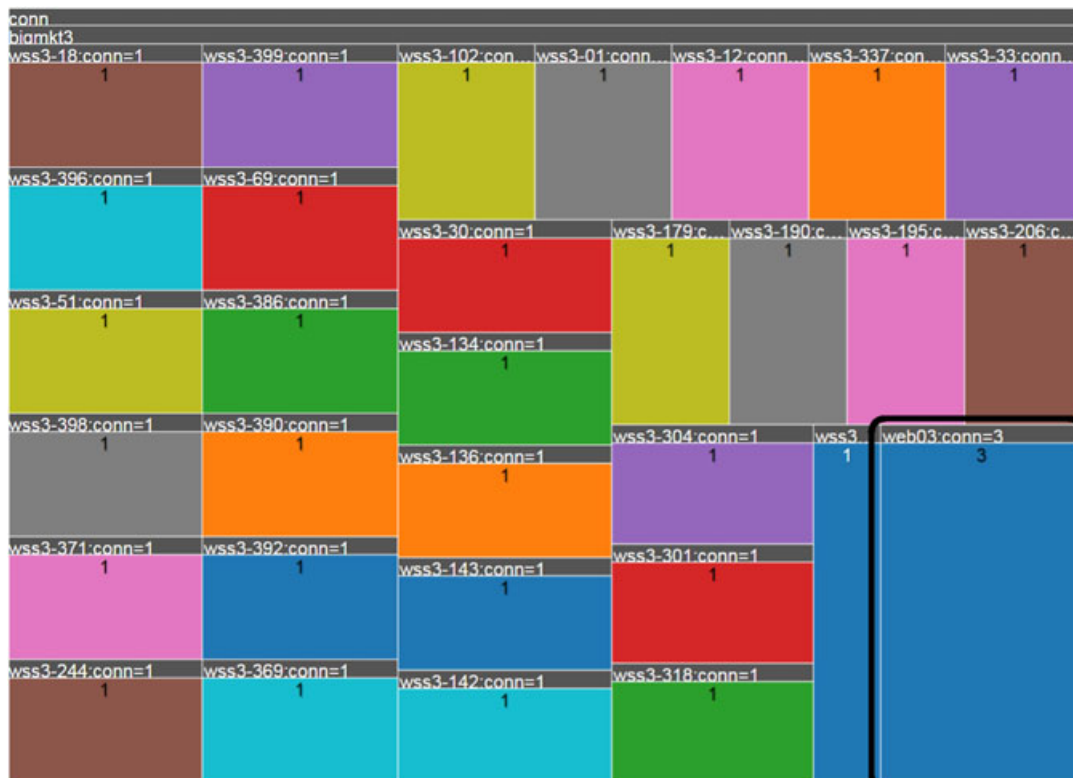 conn
bigmkt3
wss3-18:conn=1
1
wss3-399:conn=1
1
wss3-102:con...
1
wss3-01:conn...
1
wss3-12:conn...
1
wss3-337:con...
1
wss3-33:conn...
1
wss3-396:conn=1
1
wss3-69:conn=1
1
wss3-30:conn=1
1
wss3-179:c...
1
wss3-190:c...
1
wss3-195:c...
1
wss3-206:c...
1
wss3-51:conn=1
1
wss3-386:conn=1
1
wss3-134:conn=1
1
wss3-398:conn=1
1
wss3-390:conn=1
1
wss3-136:conn=1
1
wss3-304:conn=1
1
wss3...
1
web03:conn=3
3
wss3-371:conn=1
1
wss3-392:conn=1
1
wss3-143:conn=1
1
wss3-301:conn=1
1
wss3-244:conn=1
1
wss3-369:conn=1
1
wss3-142:conn=1
1
wss3-318:conn=1
1